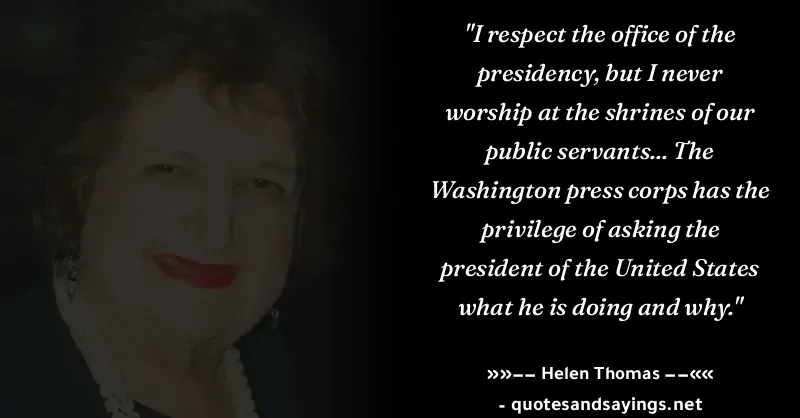 "I respect the office of the
presidency, but I never
worship at the shrines of our
public servants... The
Washington press corps has the
privilege of asking the
president of the United States
what he is doing and why."
»»-- Helen Thomas --««
- quotesandsayings.net